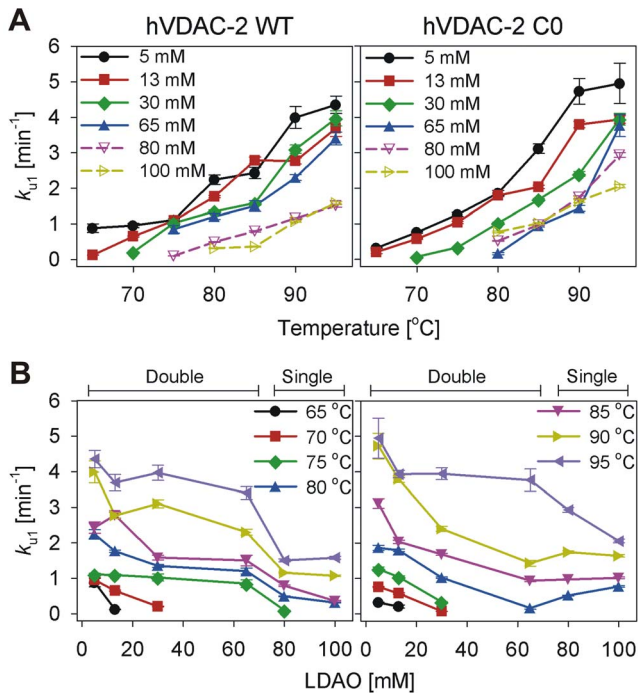 A
hVDAC-2 WT
hVDAC-2 C0
6
5
4
3
2
1
0
k_u1 [min⁻¹]
5 mM
13 mM
30 mM
65 mM
80 mM
100 mM
5 mM
13 mM
30 mM
65 mM
80 mM
100 mM
70 80 90 70 80 90
Temperature [°C]
B
Double Single Double Single
6
5
4
3
2
1
0
k_u1 [min⁻¹]
65 °C
70 °C
75 °C
80 °C
85 °C
90 °C
95 °C
0 20 40 60 80 100 0 20 40 60 80 100
LDAO [mM]